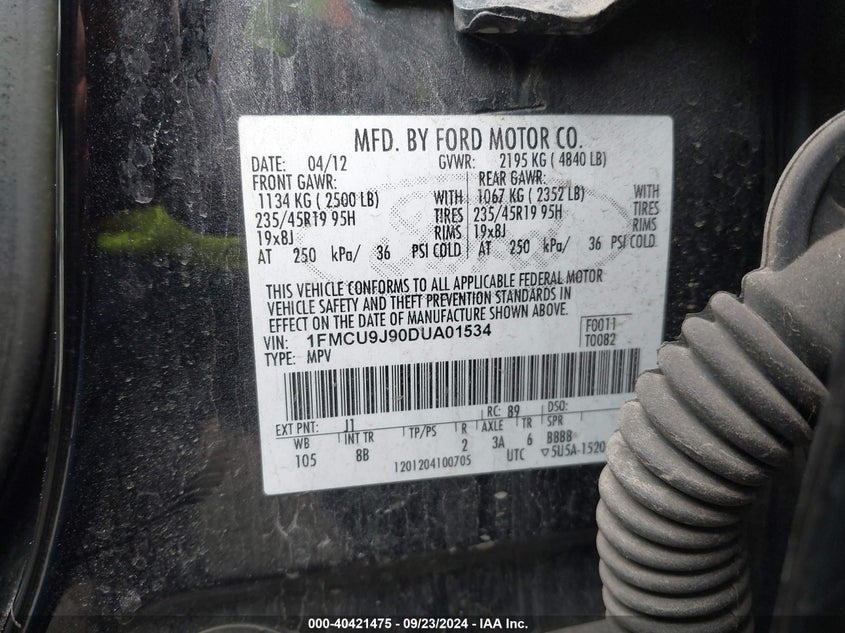 MFD. BY FORD MOTOR CO.
DATE: 04/12 GVWR: 2195 KG ( 4840 LB)
FRONT GAWR: REAR GAWR:
1134 KG ( 2500 LB) WITH 1067 KG ( 2352 LB) WITH
235/45R19 95H TIRES 235/45R19 95H TIRES
19x8J RIMS 19x8J RIMS
AT 250 kPa/ 36 PSI COLD AT 250 kPa/ 36 PSI COLD
THIS VEHICLE CONFORMS TO ALL APPLICABLE FEDERAL MOTOR
VEHICLE SAFETY AND THEFT PREVENTION STANDARDS IN
EFFECT ON THE DATE OF MANUFACTURE SHOWN ABOVE.
VIN: 1FMCU9J90DUA01534 F0011
TYPE: MPV T0082
EXT PNT: J1 RC: 89 DSO:
WB INT TR TP/PS R AXLE TR SPR
105 8B 2 3A 6 BBBB
1201204100705 UTC ▽5U5A-1520
000-40421475 - 09/23/2024 - IAA Inc.